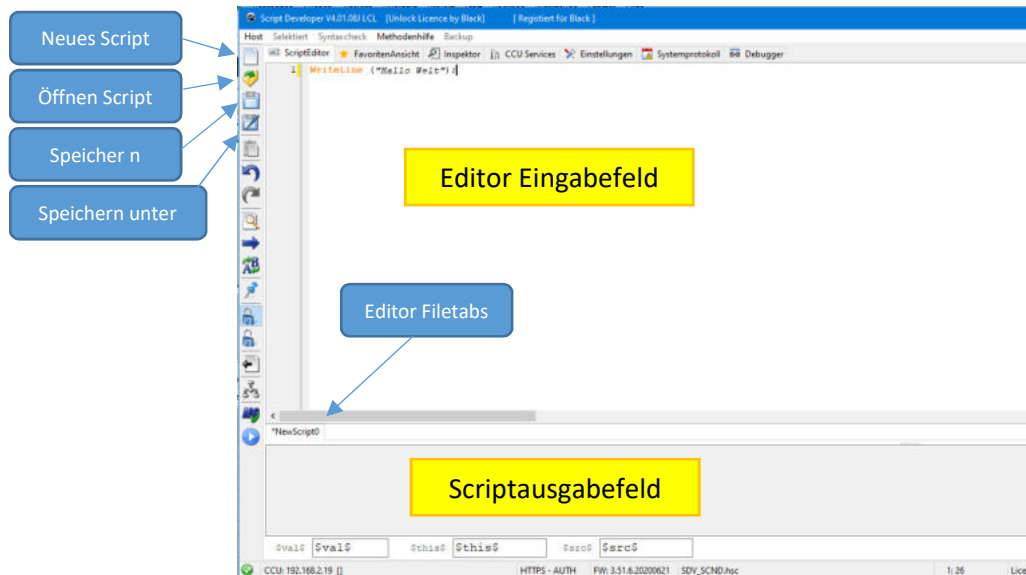 Script Developer V4.01.08J LCL [Unlock Licence by Black] [ Registiert für Black ]
Host Selektiert Syntaxcheck Methodenhilfe Backup
ScriptEditor FavoritenAnsicht Inspektor CCU Services Einstellungen Systemprotokoll Debugger
1 WriteLine ("Hallo Welt");
Neues Script
Öffnen Script
Speicher n
Speichern unter
Editor Eingabefeld
Editor Filetabs
*NewScript0
Scriptausgabefeld
$val$ $val$ $this$ $this$ $src$ $src$
CCU: 192.168.2.19 [] HTTPS - AUTH FW: 3.51.6.20200621 SDV_SCND.hsc 1: 26 Lice